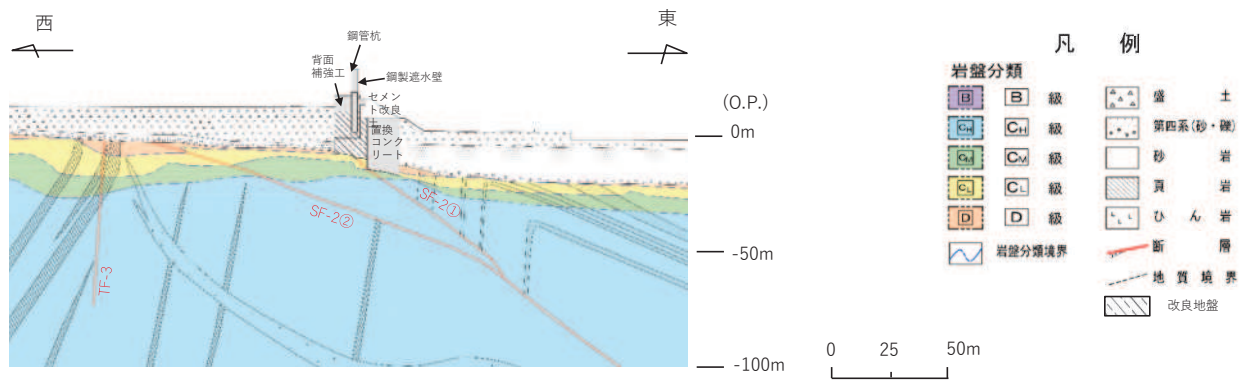 西
東
鋼管杭
背面
補強工
鋼製遮水壁
セメン
ト改良
土
置換
コンク
リート
(O.P.)
0m
-50m
-100m
SF-2①
SF-2②
TF-3
凡 例
岩盤分類
B B 級
CH CH 級
CM CM 級
CL CL 級
D D 級
岩盤分類境界
盛 土
第四系(砂・礫)
砂 岩
頁 岩
ひ ん 岩
断 層
地 質 境 界
改良地盤
0 25 50m